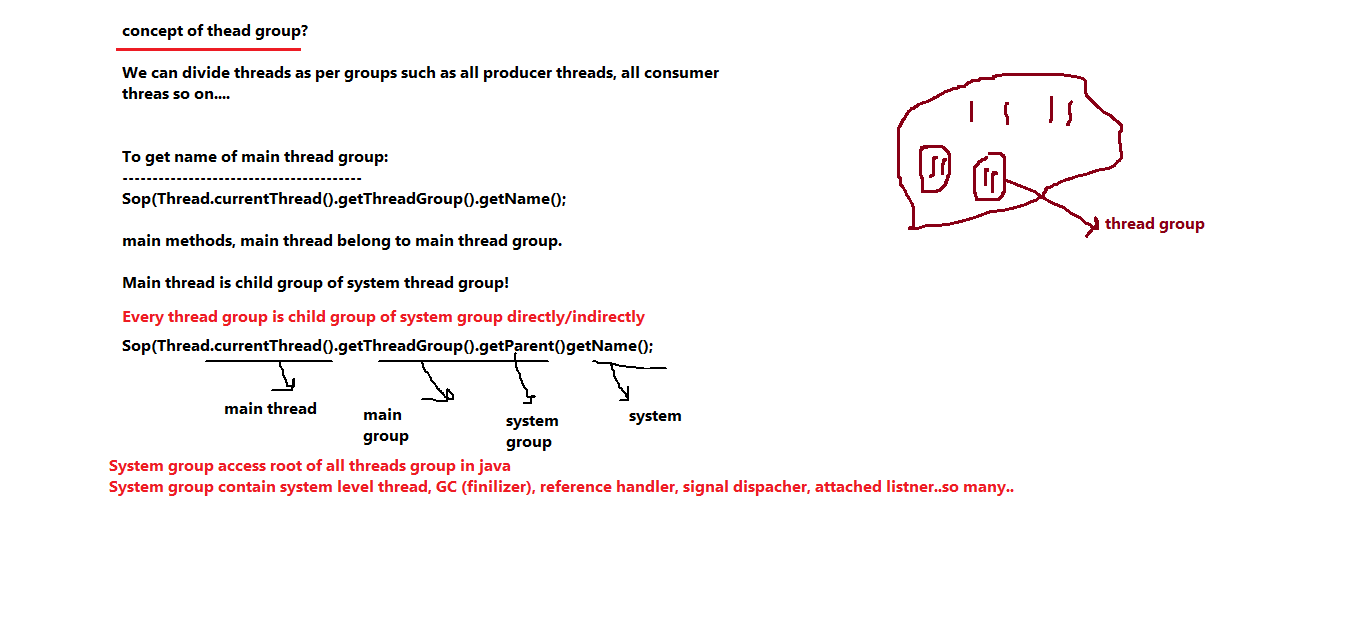 concept of thead group?
We can divide threads as per groups such as all producer threads, all consumer
threas so on....
To get name of main thread group:
----------------------------------------
Sop(Thread.currentThread().getThreadGroup().getName();
main methods, main thread belong to main thread group.
Main thread is child group of system thread group!
Every thread group is child group of system group directly/indirectly
Sop(Thread.currentThread().getThreadGroup().getParent()getName();
main thread
main
group
system
group
system
System group access root of all threads group in java
System group contain system level thread, GC (finilizer), reference handler, signal dispacher, attached listner..so many..
thread group